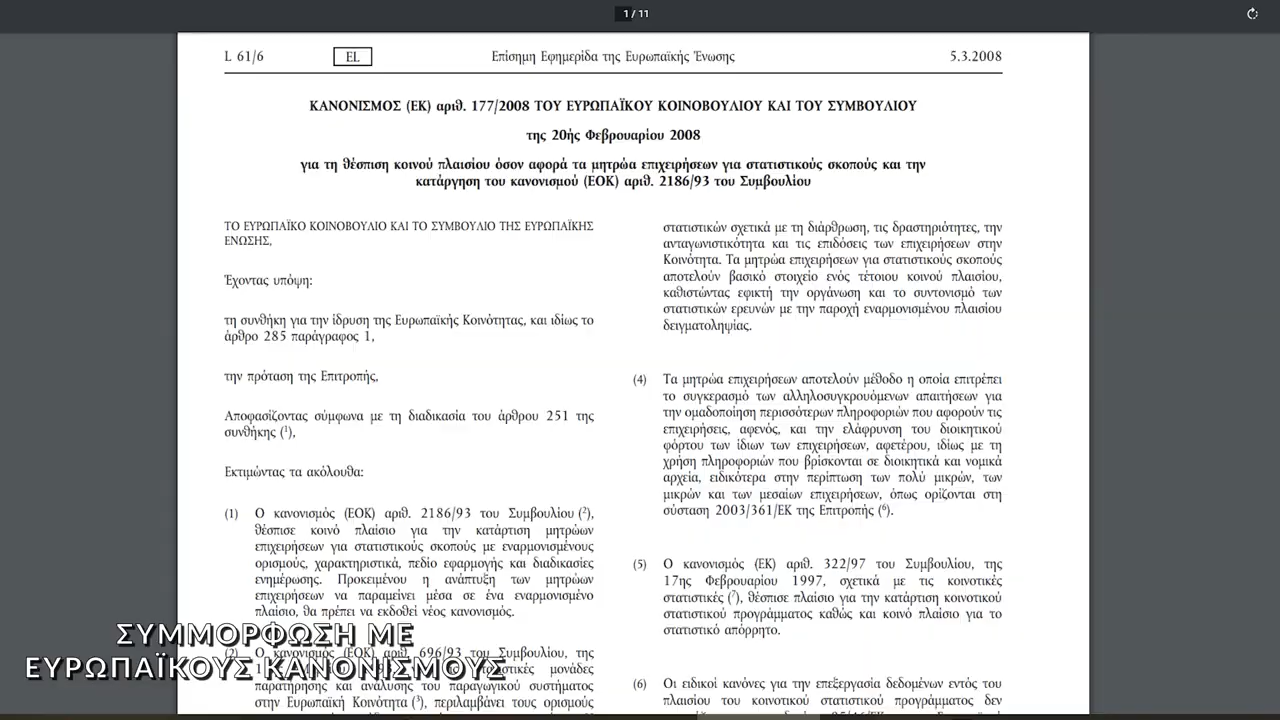 1 / 11
L 61/6
EL
Επίσημη Εφημερίδα της Ευρωπαϊκής Ένωσης
5.3.2008
ΚΑΝΟΝΙΣΜΟΣ (ΕΚ) αριθ. 177/2008 ΤΟΥ ΕΥΡΩΠΑΪΚΟΥ ΚΟΙΝΟΒΟΥΛΙΟΥ ΚΑΙ ΤΟΥ ΣΥΜΒΟΥΛΙΟΥ
της 20ής Φεβρουαρίου 2008
για τη θέσπιση κοινού πλαισίου όσον αφορά τα μητρώα επιχειρήσεων για στατιστικούς σκοπούς και την
κατάργηση του κανονισμού (ΕΟΚ) αριθ. 2186/93 του Συμβουλίου
ΤΟ ΕΥΡΩΠΑΪΚΟ ΚΟΙΝΟΒΟΥΛΙΟ ΚΑΙ ΤΟ ΣΥΜΒΟΥΛΙΟ ΤΗΣ ΕΥΡΩΠΑΪΚΗΣ
ΕΝΩΣΗΣ,
Έχοντας υπόψη:
τη συνθήκη για την ίδρυση της Ευρωπαϊκής Κοινότητας, και ιδίως το
άρθρο 285 παράγραφος 1,
την πρόταση της Επιτροπής,
Αποφασίζοντας σύμφωνα με τη διαδικασία του άρθρου 251 της
συνθήκης (1),
Εκτιμώντας τα ακόλουθα:
(1) Ο κανονισμός (ΕΟΚ) αριθ. 2186/93 του Συμβουλίου (2),
θέσπισε κοινό πλαίσιο για την κατάρτιση μητρώων
επιχειρήσεων για στατιστικούς σκοπούς με εναρμονισμένους
ορισμούς, χαρακτηριστικά, πεδίο εφαρμογής και διαδικασίες
ενημέρωσης. Προκειμένου η ανάπτυξη των μητρώων
επιχειρήσεων να παραμείνει μέσα σε ένα εναρμονισμένο
πλαίσιο, θα πρέπει να εκδοθεί νέος κανονισμός.
(2) Ο κανονισμός (ΕΟΚ) αριθ. 696/93 του Συμβουλίου, της
μονάδες
παρατήρησης και ανάλυσης του παραγωγικού συστήματος
στην Ευρωπαϊκή Κοινότητα (3), περιλαμβάνει τους ορισμούς
στατιστικών σχετικά με τη διάρθρωση, τις δραστηριότητες, την
ανταγωνιστικότητα και τις επιδόσεις των επιχειρήσεων στην
Κοινότητα. Τα μητρώα επιχειρήσεων για στατιστικούς σκοπούς
αποτελούν βασικό στοιχείο ενός τέτοιου κοινού πλαισίου,
καθιστώντας εφικτή την οργάνωση και το συντονισμό των
στατιστικών ερευνών με την παροχή εναρμονισμένου πλαισίου
δειγματοληψίας.
(4) Τα μητρώα επιχειρήσεων αποτελούν μέθοδο η οποία επιτρέπει
το συγκερασμό των αλληλοσυγκρουόμενων απαιτήσεων για
την ομαδοποίηση περισσότερων πληροφοριών που αφορούν τις
επιχειρήσεις, αφενός, και την ελάφρυνση του διοικητικού
φόρτου των ίδιων των επιχειρήσεων, αφετέρου, ιδίως με τη
χρήση πληροφοριών που βρίσκονται σε διοικητικά και νομικά
αρχεία, ειδικότερα στην περίπτωση των πολύ μικρών, των
μικρών και των μεσαίων επιχειρήσεων, όπως ορίζονται στη
σύσταση 2003/361/ΕΚ της Επιτροπής (6).
(5) Ο κανονισμός (ΕΚ) αριθ. 322/97 του Συμβουλίου, της
17ης Φεβρουαρίου 1997, σχετικά με τις κοινοτικές
στατιστικές (7), θέσπισε πλαίσιο για την κατάρτιση κοινοτικού
στατιστικού προγράμματος καθώς και κοινό πλαίσιο για το
στατιστικό απόρρητο.
(6) Οι ειδικοί κανόνες για την επεξεργασία δεδομένων εντός του
πλαισίου του κοινοτικού στατιστικού προγράμματος δεν
ΣΥΜΜΟΡΦΩΣΗ ΜΕ
ΕΥΡΩΠΑΪΚΟΥΣ ΚΑΝΟΝΙΣΜΟΥΣ